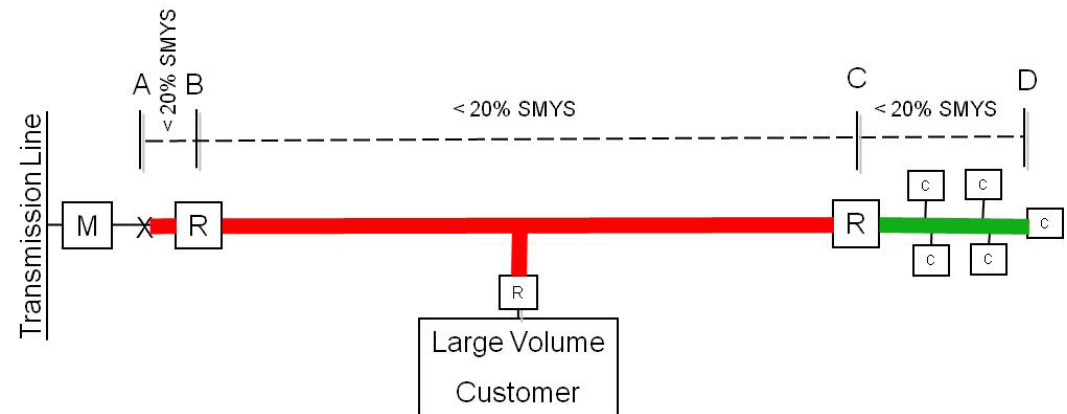 < 20% SMYS
A
B
< 20% SMYS
C
< 20% SMYS
D
Transmission Line
M
X
R
R
C
C
C
C
C
R
Large Volume
Customer